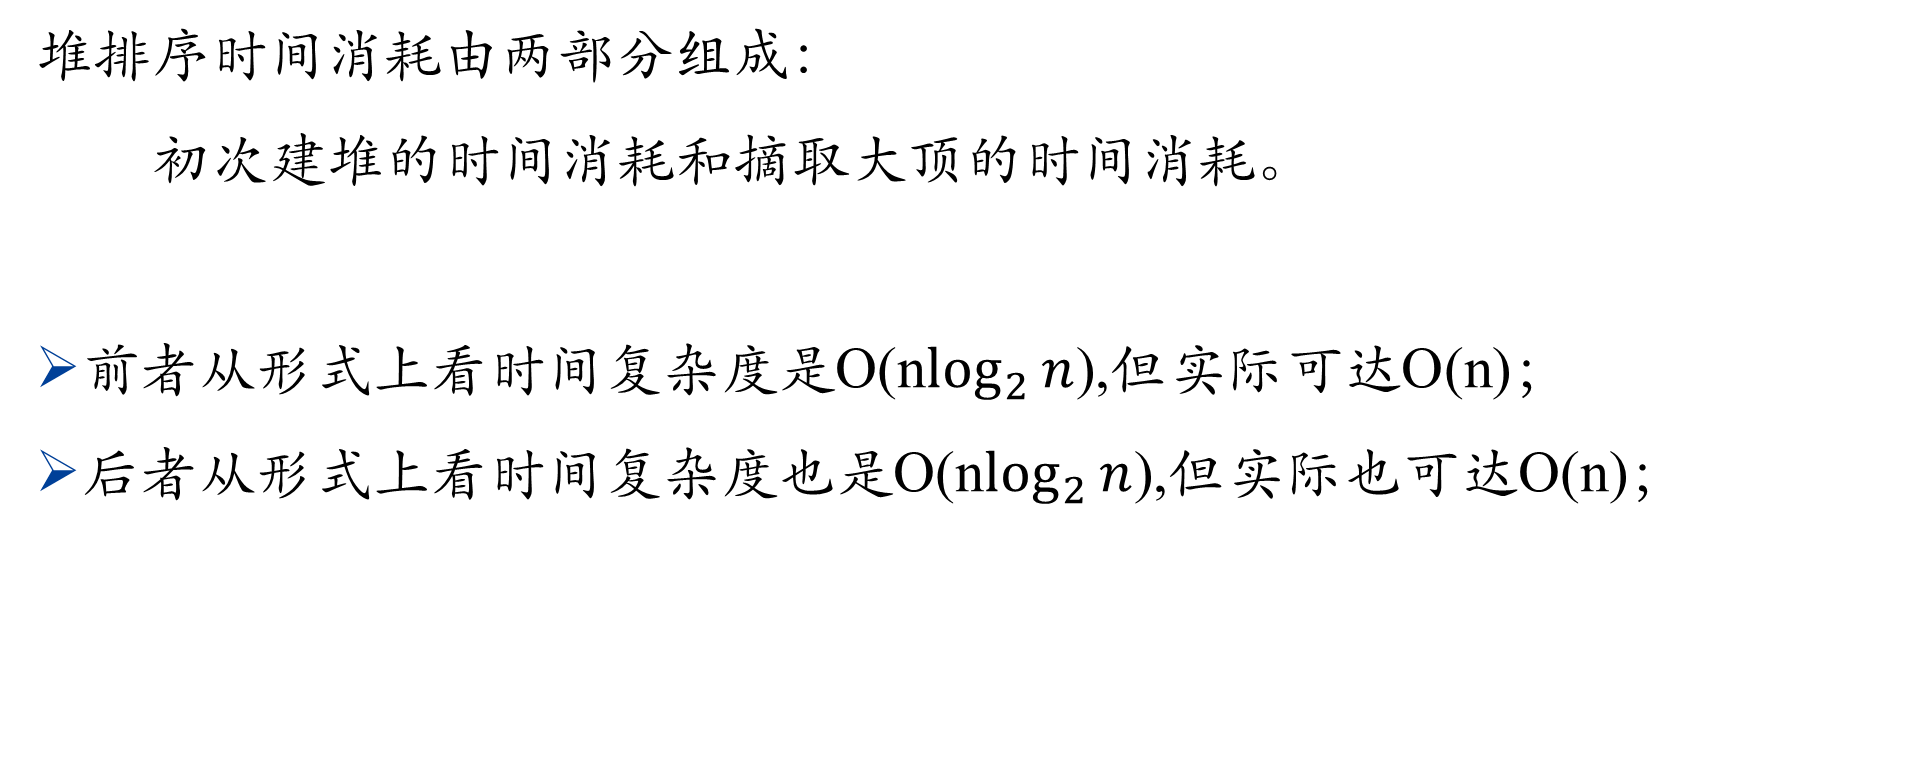 堆排序时间消耗由两部分组成：
初次建堆的时间消耗和摘取大顶的时间消耗。
➢前者从形式上看时间复杂度是O(nlog₂ n),但实际可达O(n)；
➢后者从形式上看时间复杂度也是O(nlog₂ n),但实际也可达O(n)；